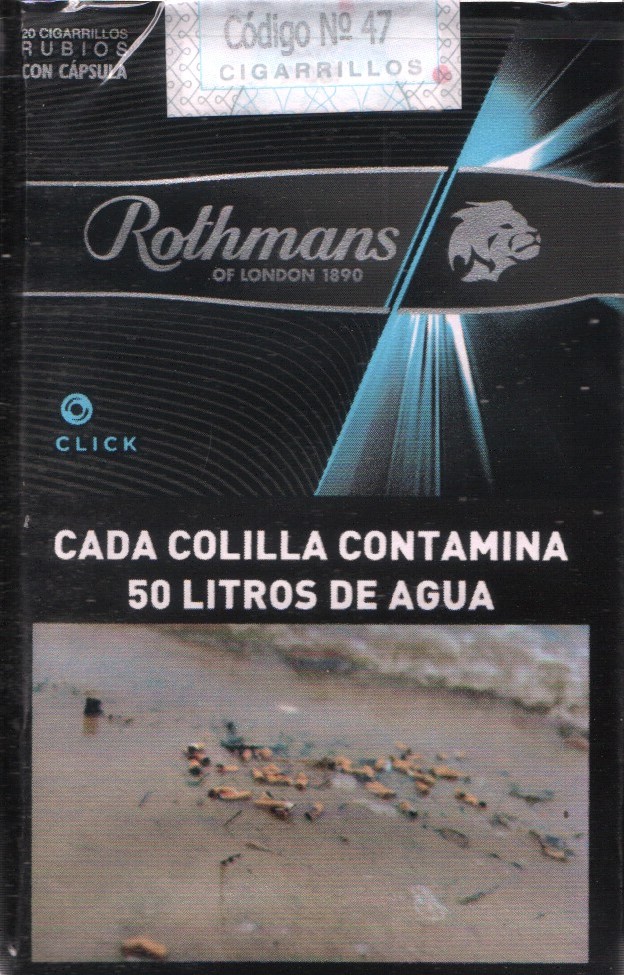 Código Nº 47
CIGARRILLOS
20 CIGARRILLOS
RUBIOS
CON CÁPSULA
Rothmans
OF LONDON 1890
CLICK
CADA COLILLA CONTAMINA
50 LITROS DE AGUA